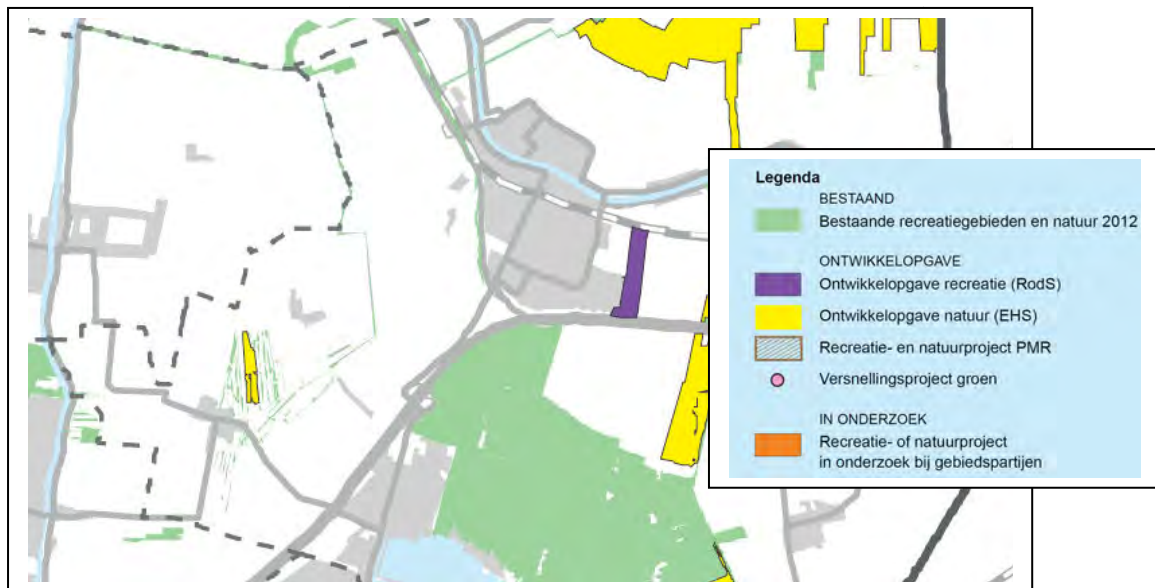 Legenda
BESTAAND
Bestaande recreatiegebieden en natuur 2012
ONTWIKKELOPGAVE
Ontwikkelopgave recreatie (RodS)
Ontwikkelopgave natuur (EHS)
Recreatie- en natuurproject PMR
Versnellingsproject groen
IN ONDERZOEK
Recreatie- of natuurproject
in onderzoek bij gebiedspartijen